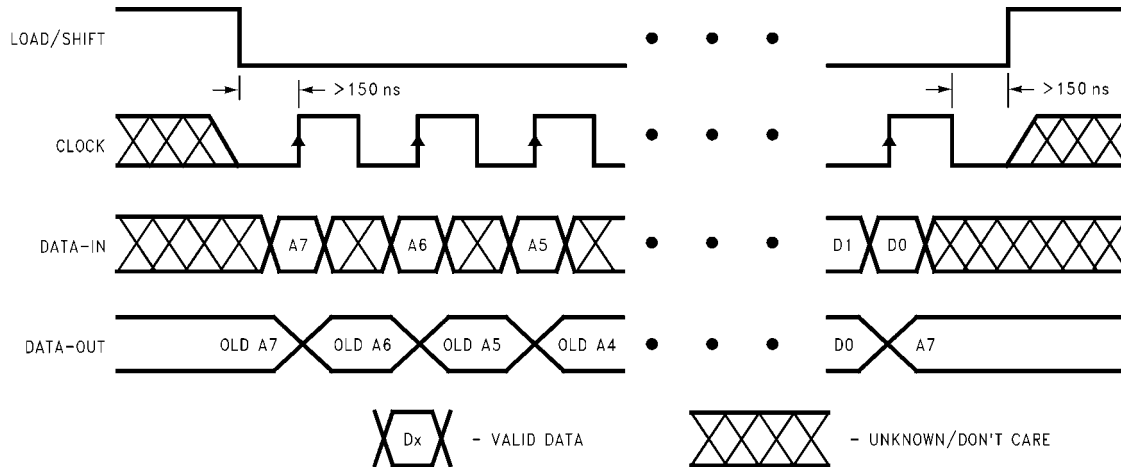 LOAD/SHIFT
>150 ns >150 ns
CLOCK
DATA-IN A7 A6 A5 D1 D0
DATA-OUT OLD A7 OLD A6 OLD A5 OLD A4 D0 A7
Dx - VALID DATA - UNKNOWN/DON'T CARE